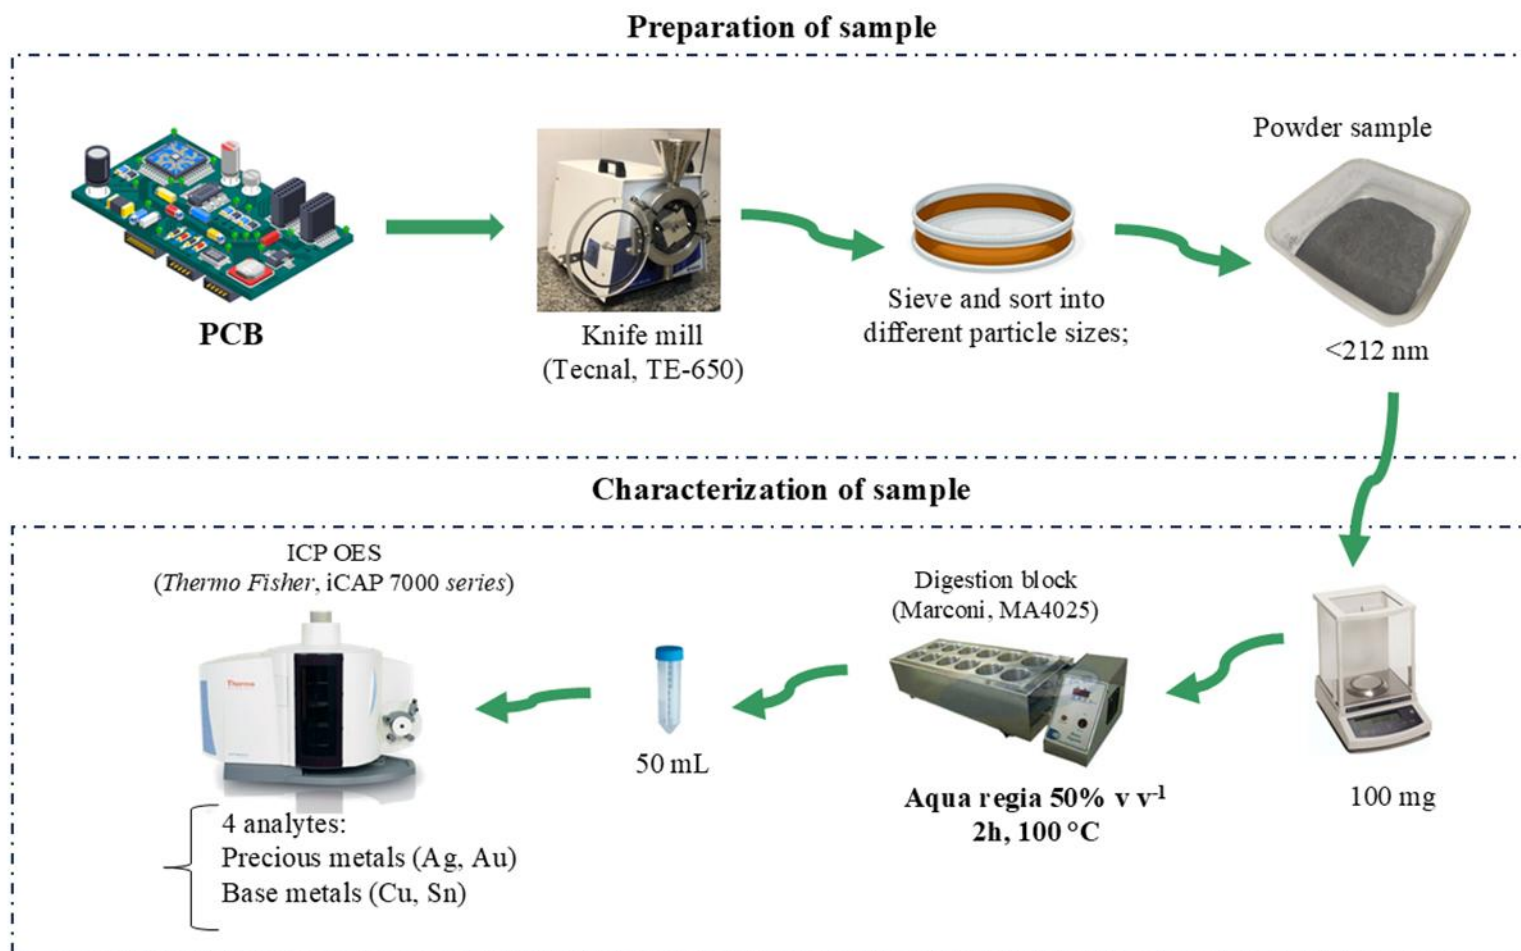 Preparation of sample
Powder sample
PCB
Knife mill
(Tecnal, TE-650)
Sieve and sort into
different particle sizes;
<212 nm
Characterization of sample
ICP OES
(Thermo Fisher, iCAP 7000 series)
Thermo
Digestion block
(Marconi, MA4025)
50 mL
Aqua regia 50% v v⁻¹
2h, 100 °C
100 mg
4 analytes:
Precious metals (Ag, Au)
Base metals (Cu, Sn)